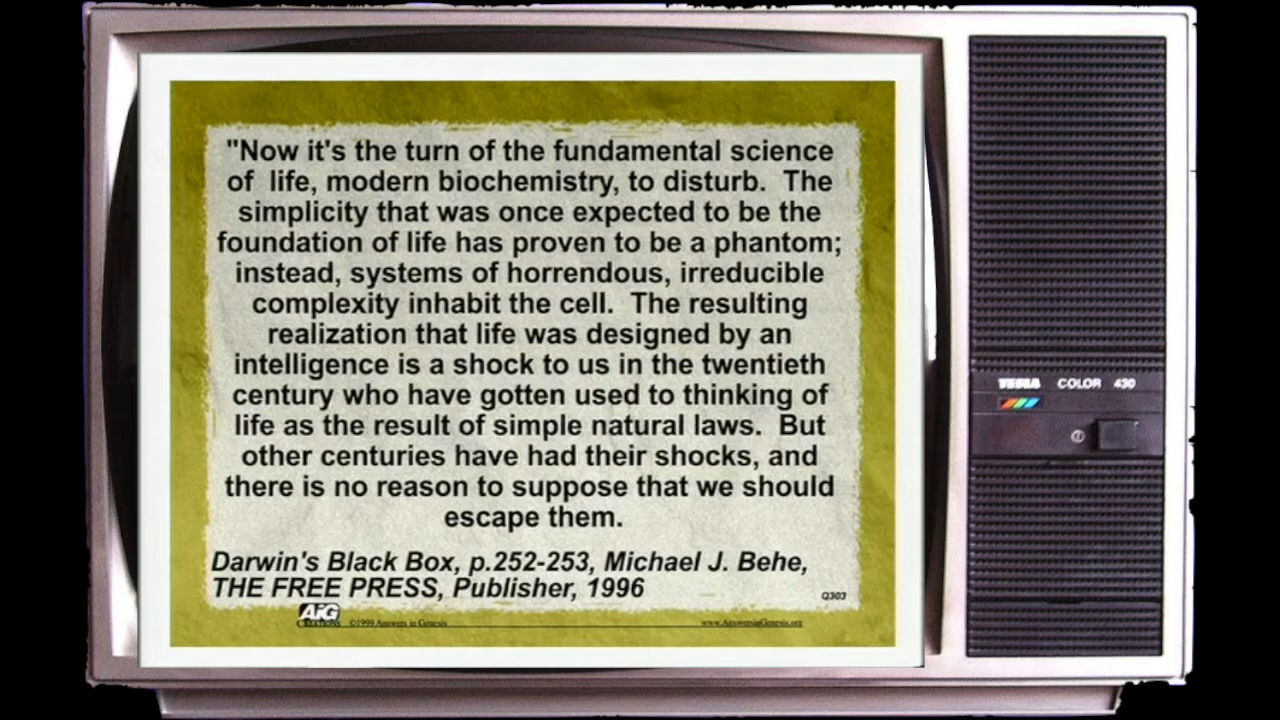 "Now it's the turn of the fundamental science
of life, modern biochemistry, to disturb. The
simplicity that was once expected to be the
foundation of life has proven to be a phantom;
instead, systems of horrendous, irreducible
complexity inhabit the cell. The resulting
realization that life was designed by an
intelligence is a shock to us in the twentieth
century who have gotten used to thinking of
life as the result of simple natural laws. But
other centuries have had their shocks, and
there is no reason to suppose that we should
escape them.
Darwin's Black Box, p.252-253, Michael J. Behe,
THE FREE PRESS, Publisher, 1996
Q303
AiG
©1999 Answers in Genesis
www.AnswersinGenesis.org
TESLA COLOR 430